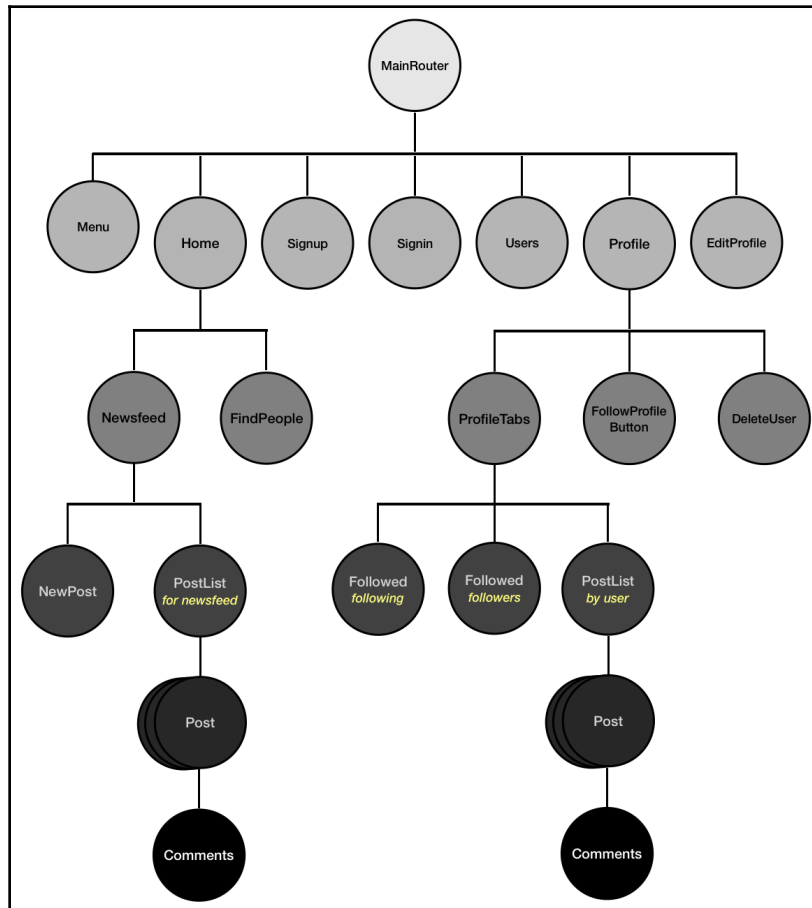 MainRouter
Menu
Home
Signup
Signin
Users
Profile
EditProfile
Newsfeed
FindPeople
ProfileTabs
FollowProfile
Button
DeleteUser
NewPost
PostList
for newsfeed
Followed
following
Followed
followers
PostList
by user
Post
Post
Comments
Comments